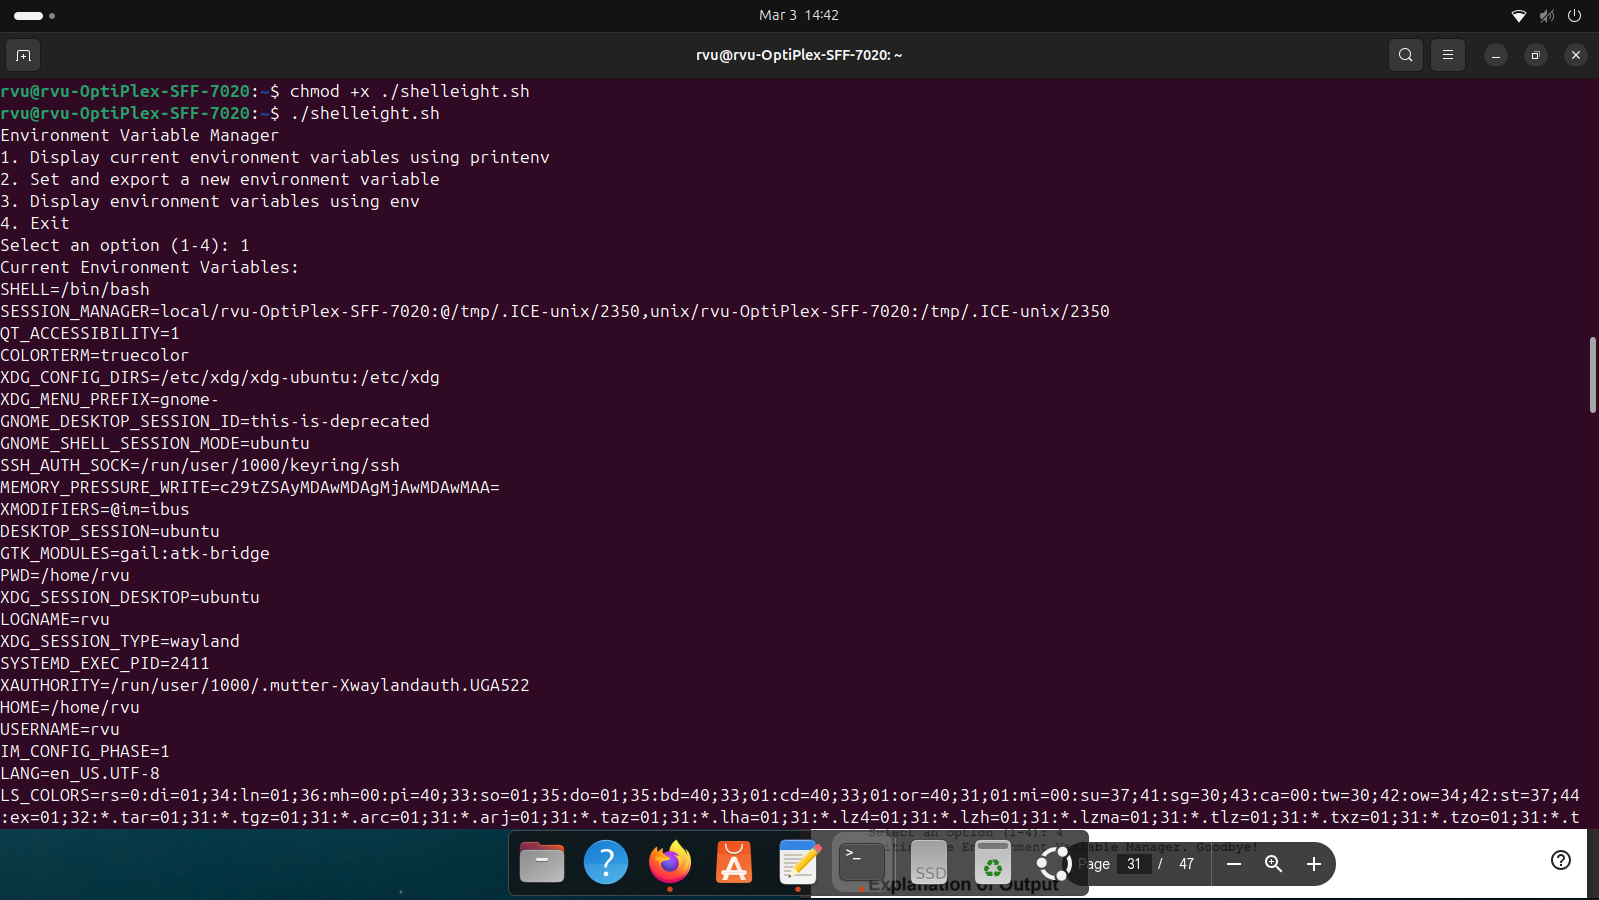 Mar 3 14:42
rvu@rvu-OptiPlex-SFF-7020: ~
rvu@rvu-OptiPlex-SFF-7020:~$ chmod +x ./shelleight.sh
rvu@rvu-OptiPlex-SFF-7020:~$ ./shelleight.sh
Environment Variable Manager
1. Display current environment variables using printenv
2. Set and export a new environment variable
3. Display environment variables using env
4. Exit
Select an option (1-4): 1
Current Environment Variables:
SHELL=/bin/bash
SESSION_MANAGER=local/rvu-OptiPlex-SFF-7020:@/tmp/.ICE-unix/2350,unix/rvu-OptiPlex-SFF-7020:/tmp/.ICE-unix/2350
QT_ACCESSIBILITY=1
COLORTERM=truecolor
XDG_CONFIG_DIRS=/etc/xdg/xdg-ubuntu:/etc/xdg
XDG_MENU_PREFIX=gnome-
GNOME_DESKTOP_SESSION_ID=this-is-deprecated
GNOME_SHELL_SESSION_MODE=ubuntu
SSH_AUTH_SOCK=/run/user/1000/keyring/ssh
MEMORY_PRESSURE_WRITE=c29tZSAyMDAwMDAgMjAwMDAwMAA=
XMODIFIERS=@im=ibus
DESKTOP_SESSION=ubuntu
GTK_MODULES=gail:atk-bridge
PWD=/home/rvu
XDG_SESSION_DESKTOP=ubuntu
LOGNAME=rvu
XDG_SESSION_TYPE=wayland
SYSTEMD_EXEC_PID=2411
XAUTHORITY=/run/user/1000/.mutter-Xwaylandauth.UGA522
HOME=/home/rvu
USERNAME=rvu
IM_CONFIG_PHASE=1
LANG=en_US.UTF-8
LS_COLORS=rs=0:di=01;34:ln=01;36:mh=00:pi=40;33:so=01;35:do=01;35:bd=40;33;01:cd=40;33;01:or=40;31;01:mi=00:su=37;41:sg=30;43:ca=00:tw=30;42:ow=34;42:st=37;44
:ex=01;32:*.tar=01;31:*.tgz=01;31:*.arc=01;31:*.arj=01;31:*.taz=01;31:*.lha=01;31:*.lz4=01;31:*.lzh=01;31:*.lzma=01;31:*.tlz=01;31:*.txz=01;31:*.tzo=01;31:*.t
Select an option (1-4): 4
Environment Variable Manager. Goodbye!
Page 31 / 47
SSD
Explanation of Output